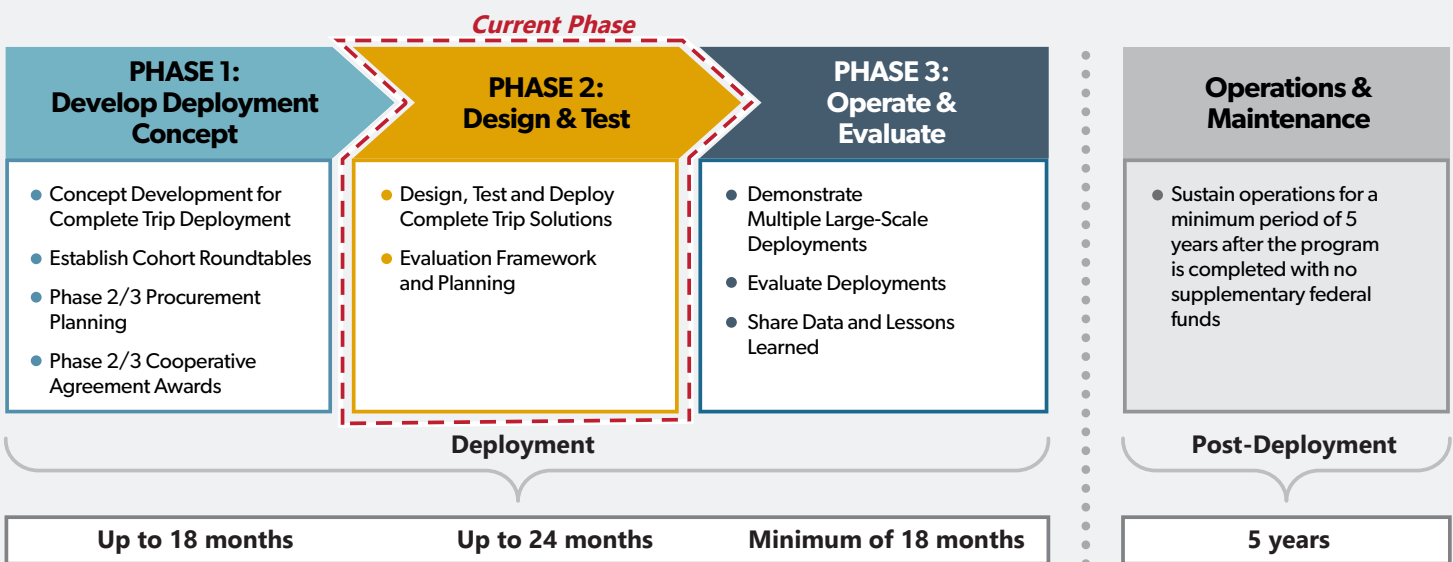 Current Phase
PHASE 1:
Develop Deployment
Concept
PHASE 2:
Design & Test
PHASE 3:
Operate &
Evaluate
Operations &
Maintenance
Concept Development for
Complete Trip Deployment
Establish Cohort Roundtables
Phase 2/3 Procurement
Planning
Phase 2/3 Cooperative
Agreement Awards
Design, Test and Deploy
Complete Trip Solutions
Evaluation Framework
and Planning
Demonstrate
Multiple Large-Scale
Deployments
Evaluate Deployments
Share Data and Lessons
Learned
Sustain operations for a
minimum period of 5
years after the program
is completed with no
supplementary federal
funds
Deployment
Post-Deployment
Up to 18 months
Up to 24 months
Minimum of 18 months
5 years